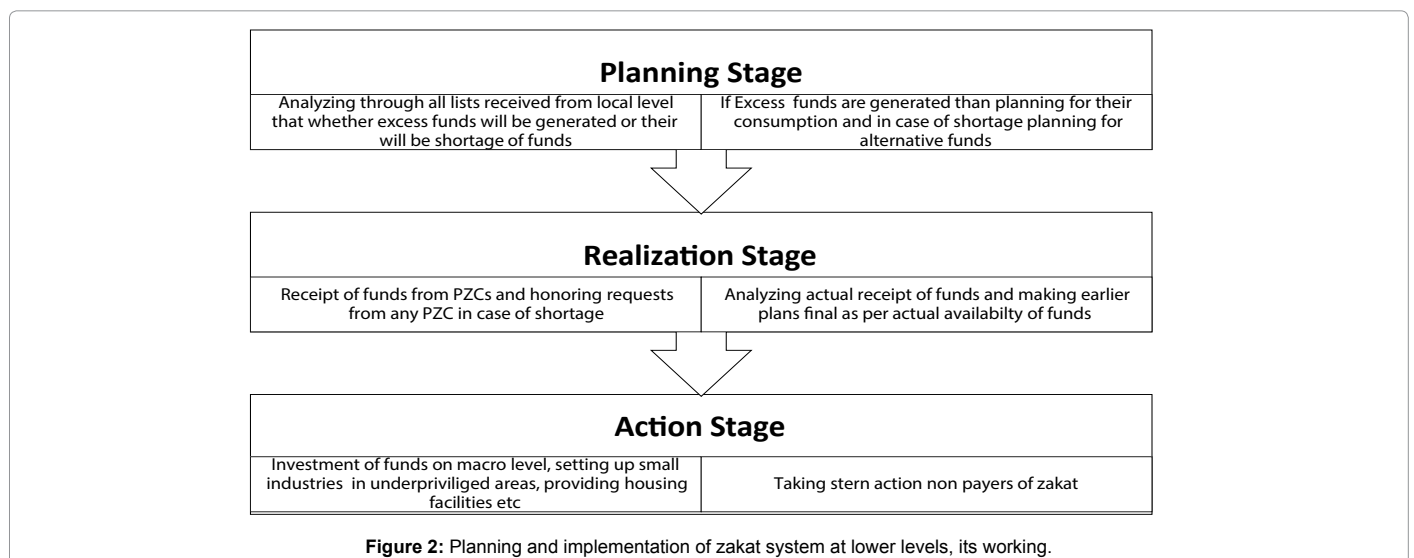 Planning Stage
Analyzing through all lists received from local level
that whether excess funds will be generated or their
will be shortage of funds
If Excess funds are generated than planning for their
consumption and in case of shortage planning for
alternative funds
Realization Stage
Receipt of funds from PZCs and honoring requests
from any PZC in case of shortage
Analyzing actual receipt of funds and making earlier
plans final as per actual availabilty of funds
Action Stage
Investment of funds on macro level, setting up small
industries in underpriviliged areas, providing housing
facilities etc
Taking stern action non payers of zakat
Figure 2: Planning and implementation of zakat system at lower levels, its working.